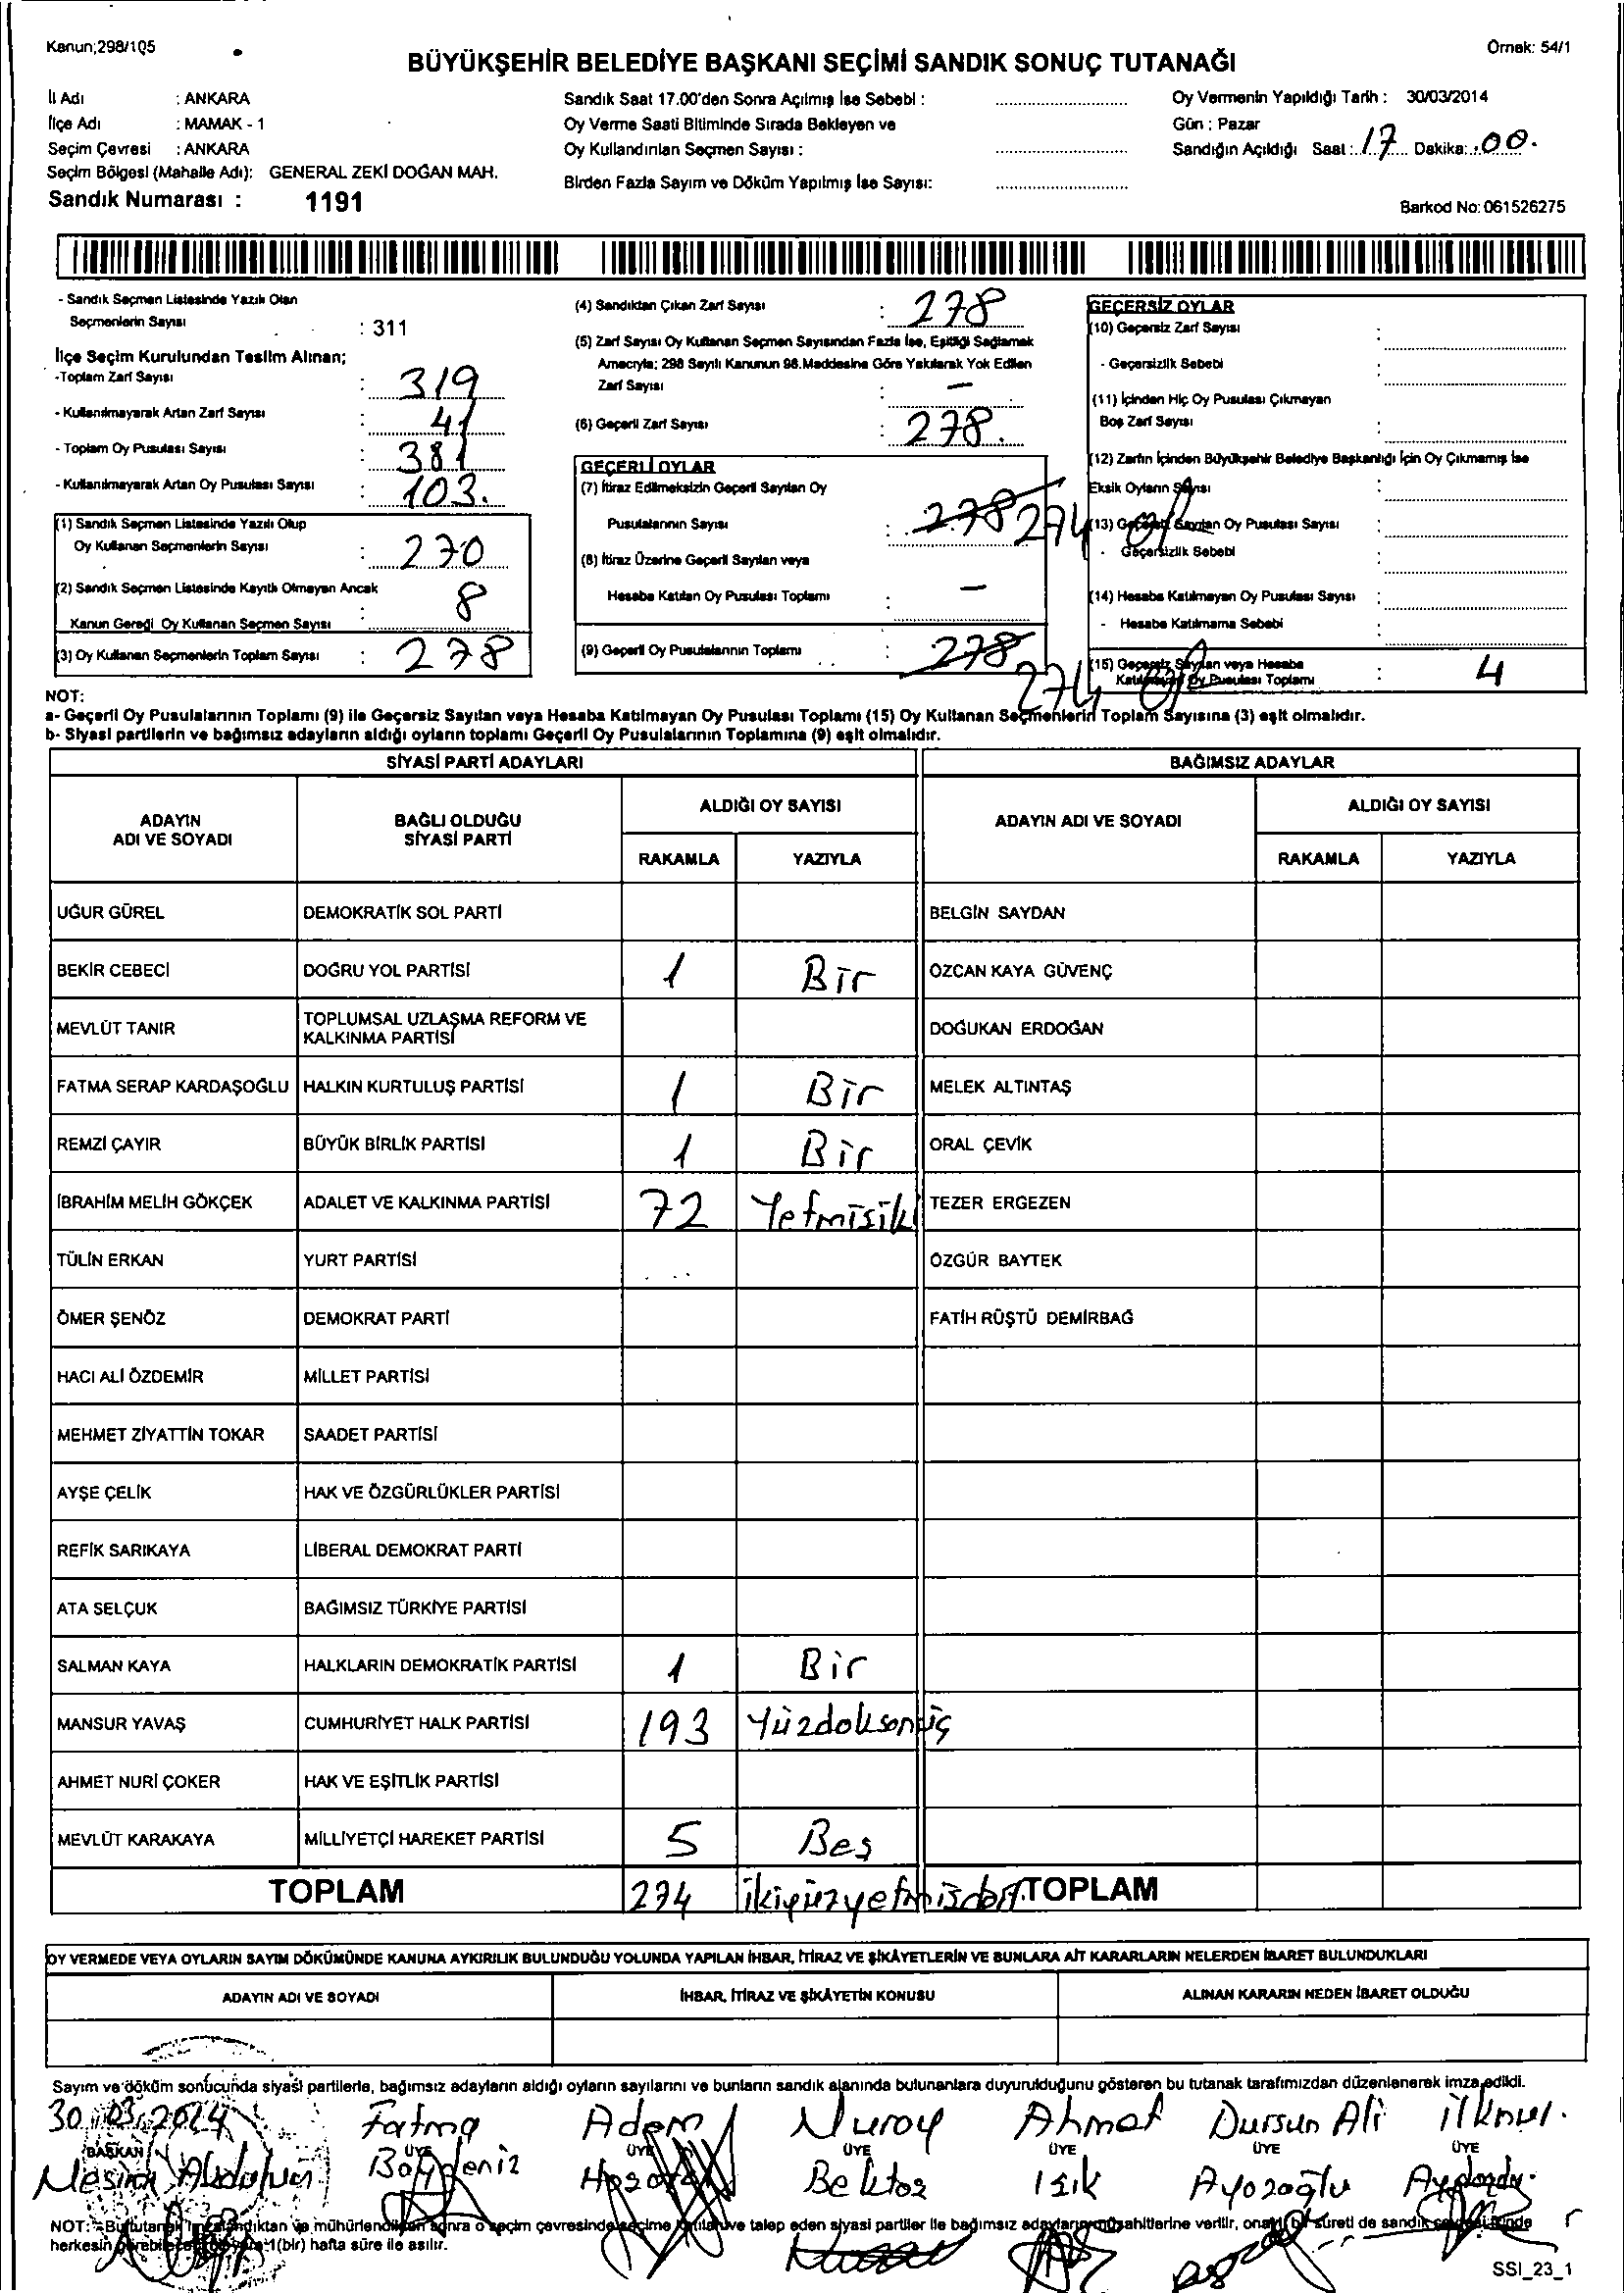 Kanun;298/105
Örnek: 54/1
BÜYÜKŞEHİR BELEDİYE BAŞKANI SEÇİMİ SANDIK SONUÇ TUTANAĞI
İl Adı : ANKARA
İlçe Adı : MAMAK - 1
Seçim Çevresi : ANKARA
Seçim Bölgesi (Mahalle Adı): GENERAL ZEKİ DOĞAN MAH.
Sandık Numarası : 1191
Sandık Saat 17.00'den Sonra Açılmış İse Sebebi :
Oy Verme Saati Bitiminde Sırada Bekleyen ve
Oy Kullandırılan Seçmen Sayısı :
Birden Fazla Sayım ve Döküm Yapılmış İse Sayısı:
Oy Vermenin Yapıldığı Tarih : 30/03/2014
Gün : Pazar
Sandığın Açıldığı Saat : 17 Dakika: 00.
Barkod No: 061526275
- Sandık Seçmen Listesinde Yazılı Olan
Seçmenlerin Sayısı : 311
İlçe Seçim Kurulundan Teslim Alınan;
-Toplam Zarf Sayısı : 319
- Kullanılmayarak Artan Zarf Sayısı : 41
- Toplam Oy Pusulası Sayısı : 381
- Kullanılmayarak Artan Oy Pusulası Sayısı : 103.
(1) Sandık Seçmen Listesinde Yazılı Olup
Oy Kullanan Seçmenlerin Sayısı : 270
(2) Sandık Seçmen Listesinde Kayıtlı Olmayan Ancak
Kanun Gereği Oy Kullanan Seçmen Sayısı : 8
(3) Oy Kullanan Seçmenlerin Toplam Sayısı : 278
(4) Sandıktan Çıkan Zarf Sayısı : 278
(5) Zarf Sayısı Oy Kullanan Seçmen Sayısından Fazla İse, Eşitliği Sağlamak
Amacıyla; 298 Sayılı Kanunun 98.Maddesine Göre Yakılarak Yok Edilen
Zarf Sayısı : –
(6) Geçerli Zarf Sayısı : 278.
GEÇERLİ OYLAR
(7) İtiraz Edilmeksizin Geçerli Sayılan Oy
Pusulalarının Sayısı : 278 274
(8) İtiraz Üzerine Geçerli Sayılan veya
Hesaba Katılan Oy Pusulası Toplamı : –
(9) Geçerli Oy Pusulalarının Toplamı : 278 274
GEÇERSİZ OYLAR
(10) Geçersiz Zarf Sayısı :
- Geçersizlik Sebebi :
(11) İçinden Hiç Oy Pusulası Çıkmayan
Boş Zarf Sayısı :
(12) Zarfın İçinden Büyükşehir Belediye Başkanlığı İçin Oy Çıkmamış İse
Eksik Oyların Sayısı :
(13) Geçersiz Sayılan Oy Pusulası Sayısı :
- Geçersizlik Sebebi :
(14) Hesaba Katılmayan Oy Pusulası Sayısı :
- Hesaba Katılmama Sebebi :
(15) Geçersiz Sayılan veya Hesaba
Katılmayan Oy Pusulası Toplamı : 4
NOT:
a- Geçerli Oy Pusulalarının Toplamı (9) ile Geçersiz Sayılan veya Hesaba Katılmayan Oy Pusulası Toplamı (15) Oy Kullanan Seçmenlerin Toplam Sayısına (3) eşit olmalıdır.
b- Siyasi partilerin ve bağımsız adayların aldığı oyların toplamı Geçerli Oy Pusulalarının Toplamına (9) eşit olmalıdır.
SİYASİ PARTİ ADAYLARI BAĞIMSIZ ADAYLAR
ADAYIN ADI VE SOYADI BAĞLI OLDUĞU SİYASİ PARTİ ALDIĞI OY SAYISI ADAYIN ADI VE SOYADI ALDIĞI OY SAYISI
RAKAMLA YAZIYLA RAKAMLA YAZIYLA
UĞUR GÜREL DEMOKRATİK SOL PARTİ BELGİN SAYDAN
BEKİR CEBECİ DOĞRU YOL PARTİSİ 1 Bir ÖZCAN KAYA GÜVENÇ
MEVLÜT TANIR TOPLUMSAL UZLAŞMA REFORM VE KALKINMA PARTİSİ DOĞUKAN ERDOĞAN
FATMA SERAP KARDAŞOĞLU HALKIN KURTULUŞ PARTİSİ 1 Bir MELEK ALTINTAŞ
REMZİ ÇAYIR BÜYÜK BİRLİK PARTİSİ 1 Bir ORAL ÇEVİK
İBRAHİM MELİH GÖKÇEK ADALET VE KALKINMA PARTİSİ 72 Yetmişiki TEZER ERGEZEN
TÜLİN ERKAN YURT PARTİSİ ÖZGÜR BAYTEK
ÖMER ŞENÖZ DEMOKRAT PARTİ FATİH RÜŞTÜ DEMİRBAĞ
HACI ALİ ÖZDEMİR MİLLET PARTİSİ
MEHMET ZİYATTİN TOKAR SAADET PARTİSİ
AYŞE ÇELİK HAK VE ÖZGÜRLÜKLER PARTİSİ
REFİK SARIKAYA LİBERAL DEMOKRAT PARTİ
ATA SELÇUK BAĞIMSIZ TÜRKİYE PARTİSİ
SALMAN KAYA HALKLARIN DEMOKRATİK PARTİSİ 1 Bir
MANSUR YAVAŞ CUMHURİYET HALK PARTİSİ 193 Yüzdoksanüç
AHMET NURİ ÇOKER HAK VE EŞİTLİK PARTİSİ
MEVLÜT KARAKAYA MİLLİYETÇİ HAREKET PARTİSİ 5 Beş
TOPLAM 274 ikiyüzyetmişdört TOPLAM
OY VERMEDE VEYA OYLARIN SAYIM DÖKÜMÜNDE KANUNA AYKIRILIK BULUNDUĞU YOLUNDA YAPILAN İHBAR, İTİRAZ VE ŞİKÂYETLERİN VE BUNLARA AİT KARARLARIN NELERDEN İBARET BULUNDUKLARI
ADAYIN ADI VE SOYADI İHBAR, İTİRAZ VE ŞİKÂYETİN KONUSU ALINAN KARARIN NEDEN İBARET OLDUĞU
Sayım ve döküm sonucunda siyasi partilerle, bağımsız adayların aldığı oyların sayılarını ve bunların sandık alanında bulunanlara duyurulduğunu gösteren bu tutanak tarafımızdan düzenlenerek imza edildi.
30.03.2014 Fatma Adem Nuray Ahmet Dursun Ali ilknur.
BAŞKAN ÜYE ÜYE ÜYE ÜYE ÜYE ÜYE
Bektaş Işık Ayazoğlu
NOT: -Bu tutanak imzalandıktan ve mühürlendikten sonra o seçim çevresinde seçime katılan ve talep eden siyasi partiler ile bağımsız adayların müşahitlerine verilir, onaylı bir sureti de sandık çevresi içinde
herkesin görebileceği bir yere 1(bir) hafta süre ile asılır.
SSI_23_1